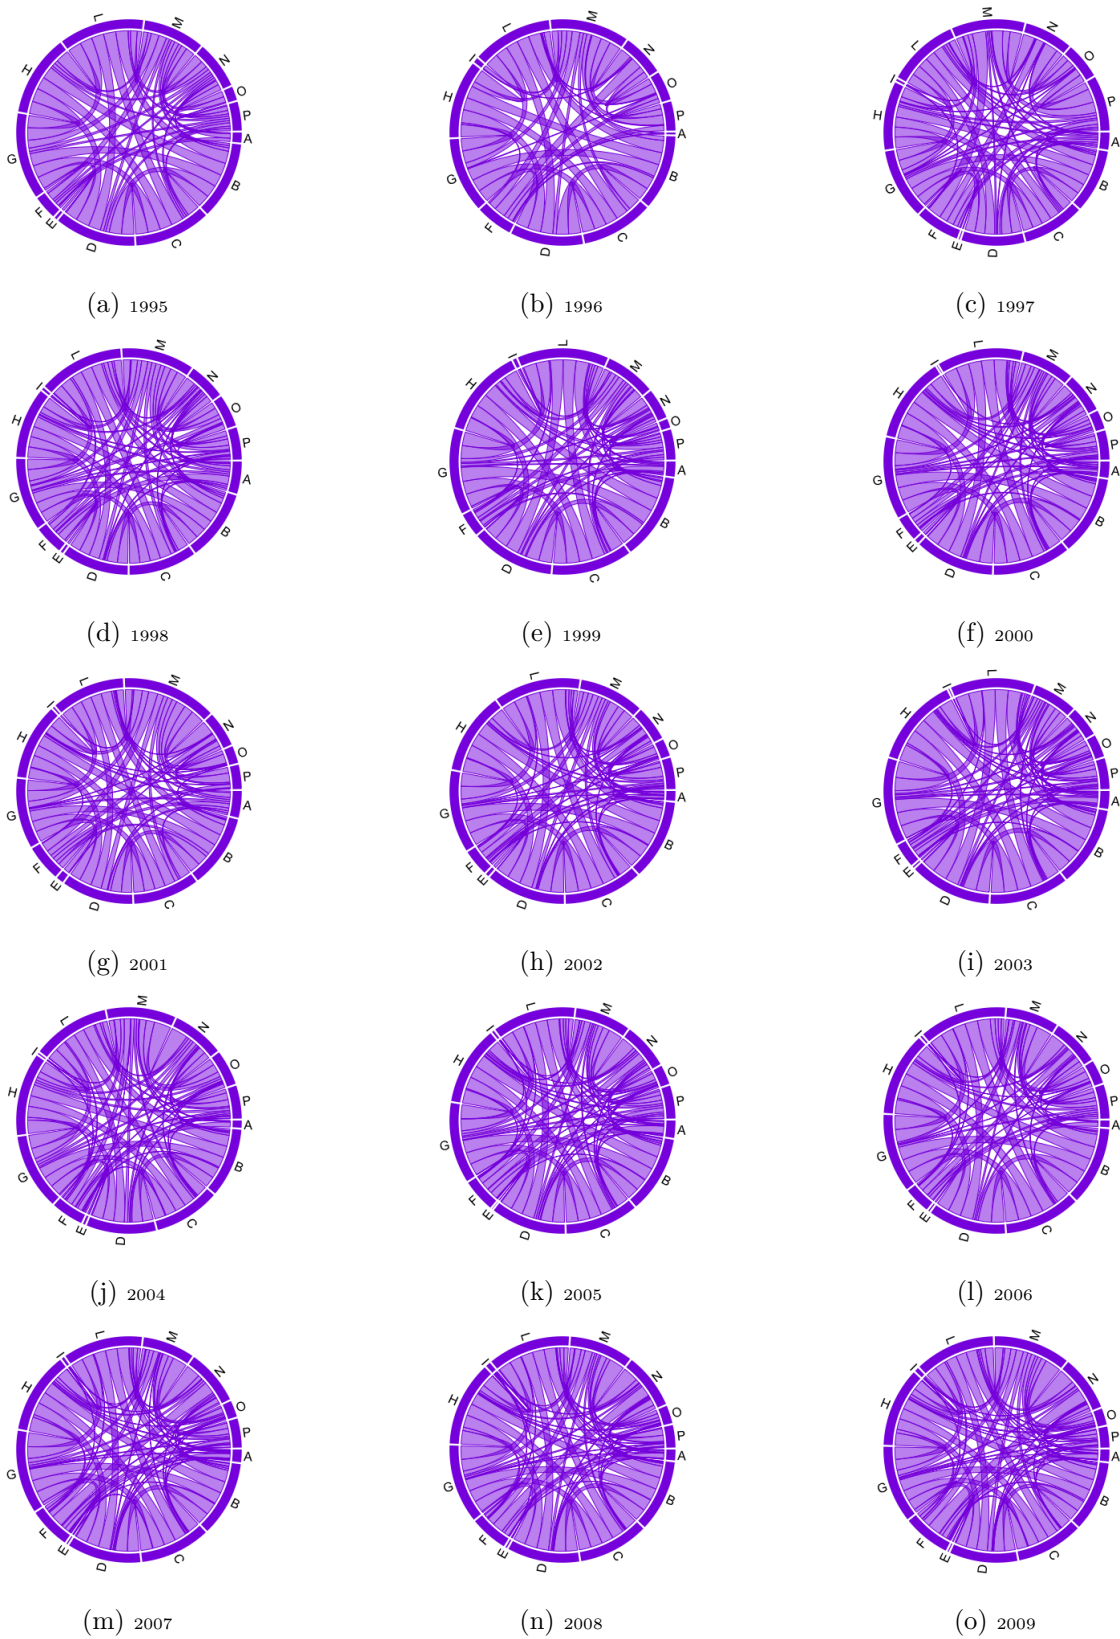 L M
H N
O
P
A
G B
F
E
D C
(a) 1995
L M
I N
H O
P
A
G B
F C
D
(b) 1996
M
L N
I O
H P
A
G B
F C
E D
(c) 1997
L M
I N
H O
P
G A
F B
E
D C
(d) 1998
I L
H M
N
O
G P
A
F B
D C
(e) 1999
I L
H M
N
O
P
G A
F B
E
D C
(f) 2000
L M
I N
H O
P
G A
F B
E
D C
(g) 2001
L M
H N
O
P
G A
F B
E
D C
(h) 2002
I L
H M
N
O
G P
A
F B
E
D C
(i) 2003
L M
I N
H O
P
A
G B
F C
E D
(j) 2004
L M
I N
H O
P
G A
F B
E
D C
(k) 2005
L M
I N
H O
P
A
G B
F
E C
D
(l) 2006
L M
I N
H O
P
G A
F B
E
D C
(m) 2007
L M
I N
H O
P
A
G B
F
E C
D
(n) 2008
L M
I N
H O
P
A
G B
F
E C
D
(o) 2009